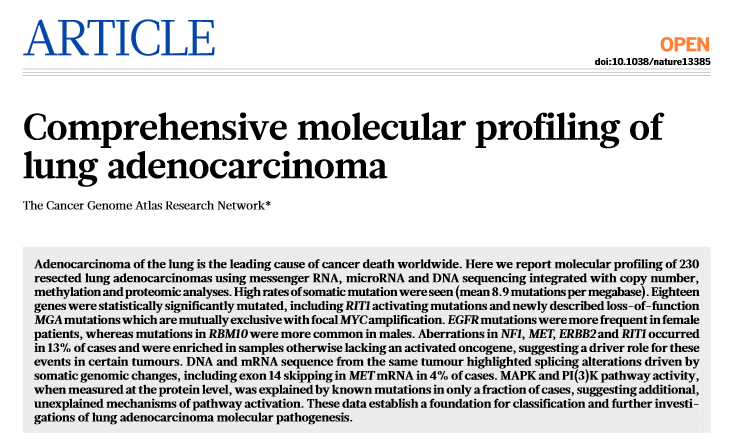 ARTICLE
OPEN
doi:10.1038/nature13385
Comprehensive molecular profiling of
lung adenocarcinoma
The Cancer Genome Atlas Research Network*
Adenocarcinoma of the lung is the leading cause of cancer death worldwide. Here we report molecular profiling of 230
resected lung adenocarcinomas using messenger RNA, microRNA and DNA sequencing integrated with copy number,
methylation and proteomic analyses. High rates of somatic mutation were seen (mean 8.9 mutations per megabase). Eighteen
genes were statistically significantly mutated, including RIT1 activating mutations and newly described loss-of-function
MGA mutations which are mutually exclusive with focal MYC amplification. EGFR mutations were more frequent in female
patients, whereas mutations in RBM10 were more common in males. Aberrations in NF1, MET, ERBB2 and RIT1 occurred
in 13% of cases and were enriched in samples otherwise lacking an activated oncogene, suggesting a driver role for these
events in certain tumours. DNA and mRNA sequence from the same tumour highlighted splicing alterations driven by
somatic genomic changes, including exon 14 skipping in MET mRNA in 4% of cases. MAPK and PI(3)K pathway activity,
when measured at the protein level, was explained by known mutations in only a fraction of cases, suggesting additional,
unexplained mechanisms of pathway activation. These data establish a foundation for classification and further investi-
gations of lung adenocarcinoma molecular pathogenesis.